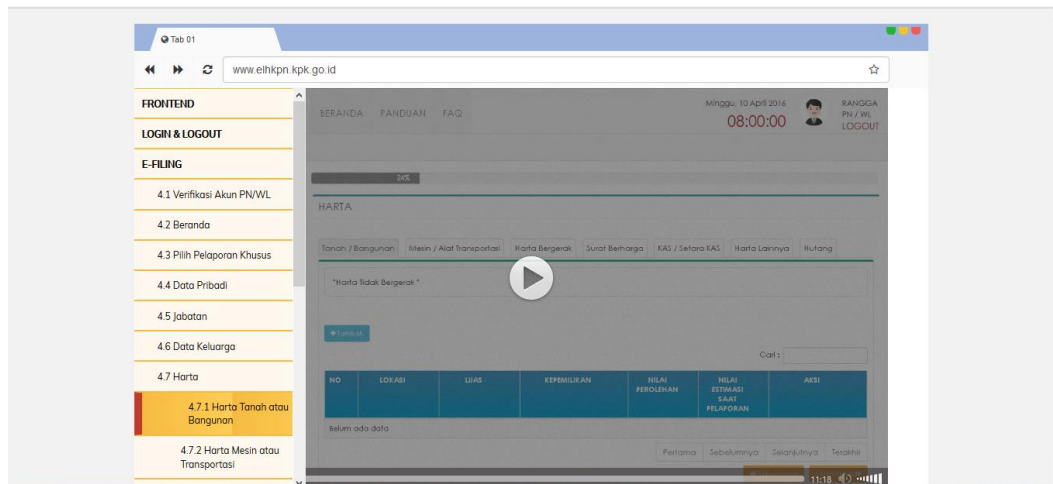 Tab 01
www.elhkpn.kpk.go.id
FRONTEND
LOGIN & LOGOUT
E-FILING
4.1 Verifikasi Akun PN/WL
4.2 Beranda
4.3 Pilih Pelaporan Khusus
4.4 Data Pribadi
4.5 Jabatan
4.6 Data Keluarga
4.7 Harta
4.7.1 Harta Tanah atau
Bangunan
4.7.2 Harta Mesin atau
Transportasi
BERANDA PANDUAN FAQ
Minggu, 10 April 2016
08:00:00
RANGGA
PN / WL
LOGOUT
24%
HARTA
Tanah / Bangunan Mesin / Alat Transportasi Harta Bergerak Surat Berharga KAS / Setara KAS Harta Lainnya Hutang
"Harta Tidak Bergerak "
+Tambah
Cari :
NO LOKASI LUAS KEPEMILIKAN NILAI PEROLEHAN NILAI ESTIMASI SAAT PELAPORAN AKSI
Belum ada data
Pertama Sebelumnya Selanjutnya Terakhir
11:18